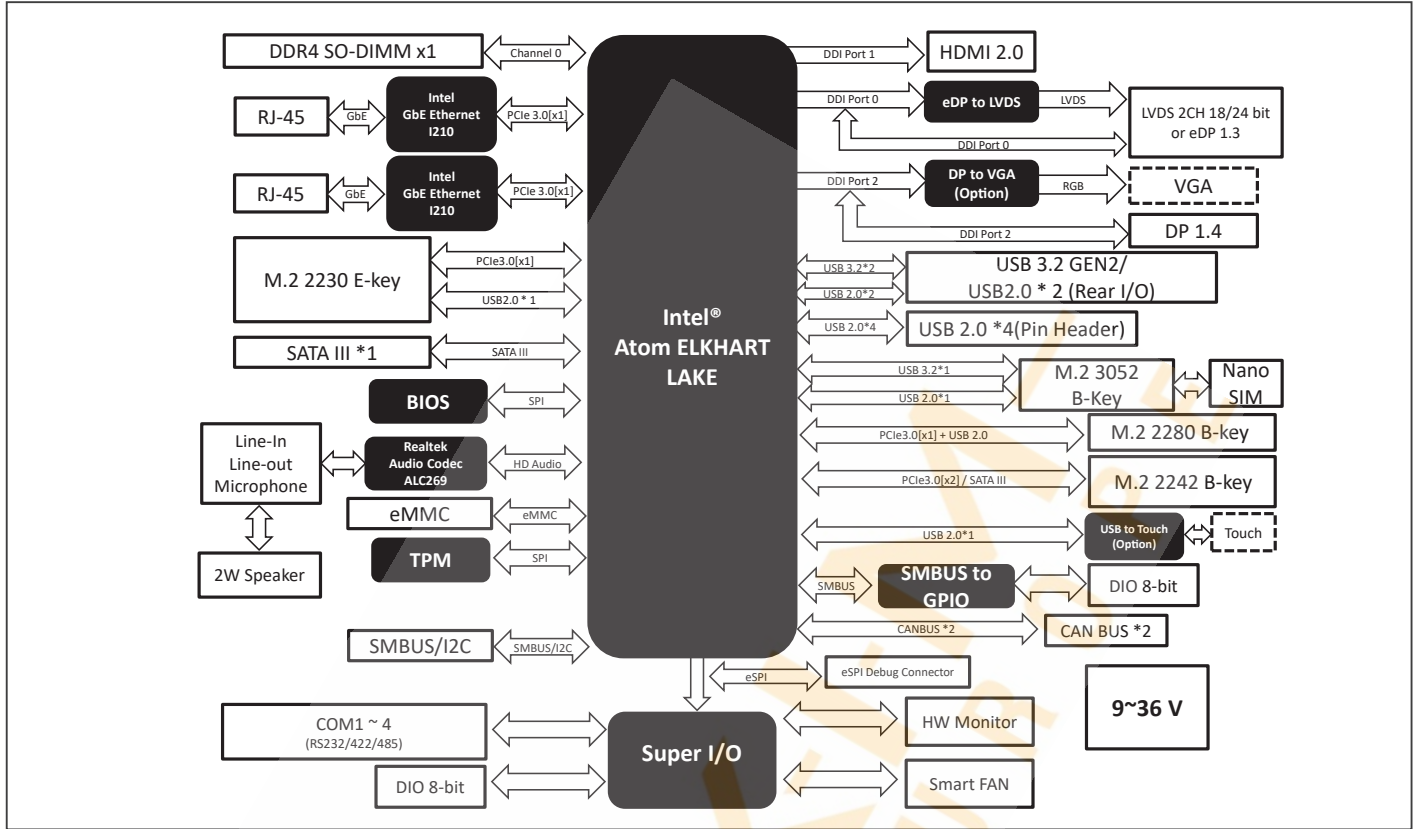 DDR4 SO-DIMM x1
Channel 0
RJ-45
GbE
Intel
GbE Ethernet
I210
PCIe 3.0[x1]
RJ-45
GbE
Intel
GbE Ethernet
I210
PCIe 3.0[x1]
M.2 2230 E-key
PCIe3.0[x1]
USB2.0 * 1
SATA III *1
SATA III
BIOS
SPI
Line-In
Line-out
Microphone
Realtek
Audio Codec
ALC269
HD Audio
eMMC
eMMC
2W Speaker
TPM
SPI
SMBUS/I2C
SMBUS/I2C
Intel®
Atom ELKHART
LAKE
DDI Port 1
HDMI 2.0
DDI Port 0
eDP to LVDS
LVDS
LVDS 2CH 18/24 bit
or eDP 1.3
DDI Port 0
DDI Port 2
DP to VGA
(Option)
RGB
VGA
DDI Port 2
DP 1.4
USB 3.2*2
USB 2.0*2
USB 3.2 GEN2/
USB2.0 * 2 (Rear I/O)
USB 2.0*4
USB 2.0 *4(Pin Header)
USB 3.2*1
USB 2.0*1
M.2 3052
B-Key
Nano
SIM
PCIe3.0[x1] + USB 2.0
M.2 2280 B-key
PCIe3.0[x2] / SATA III
M.2 2242 B-key
USB 2.0*1
USB to Touch
(Option)
Touch
SMBUS
SMBUS to
GPIO
DIO 8-bit
CANBUS *2
CAN BUS *2
eSPI
eSPI Debug Connector
9~36 V
COM1 ~ 4
(RS232/422/485)
DIO 8-bit
Super I/O
HW Monitor
Smart FAN